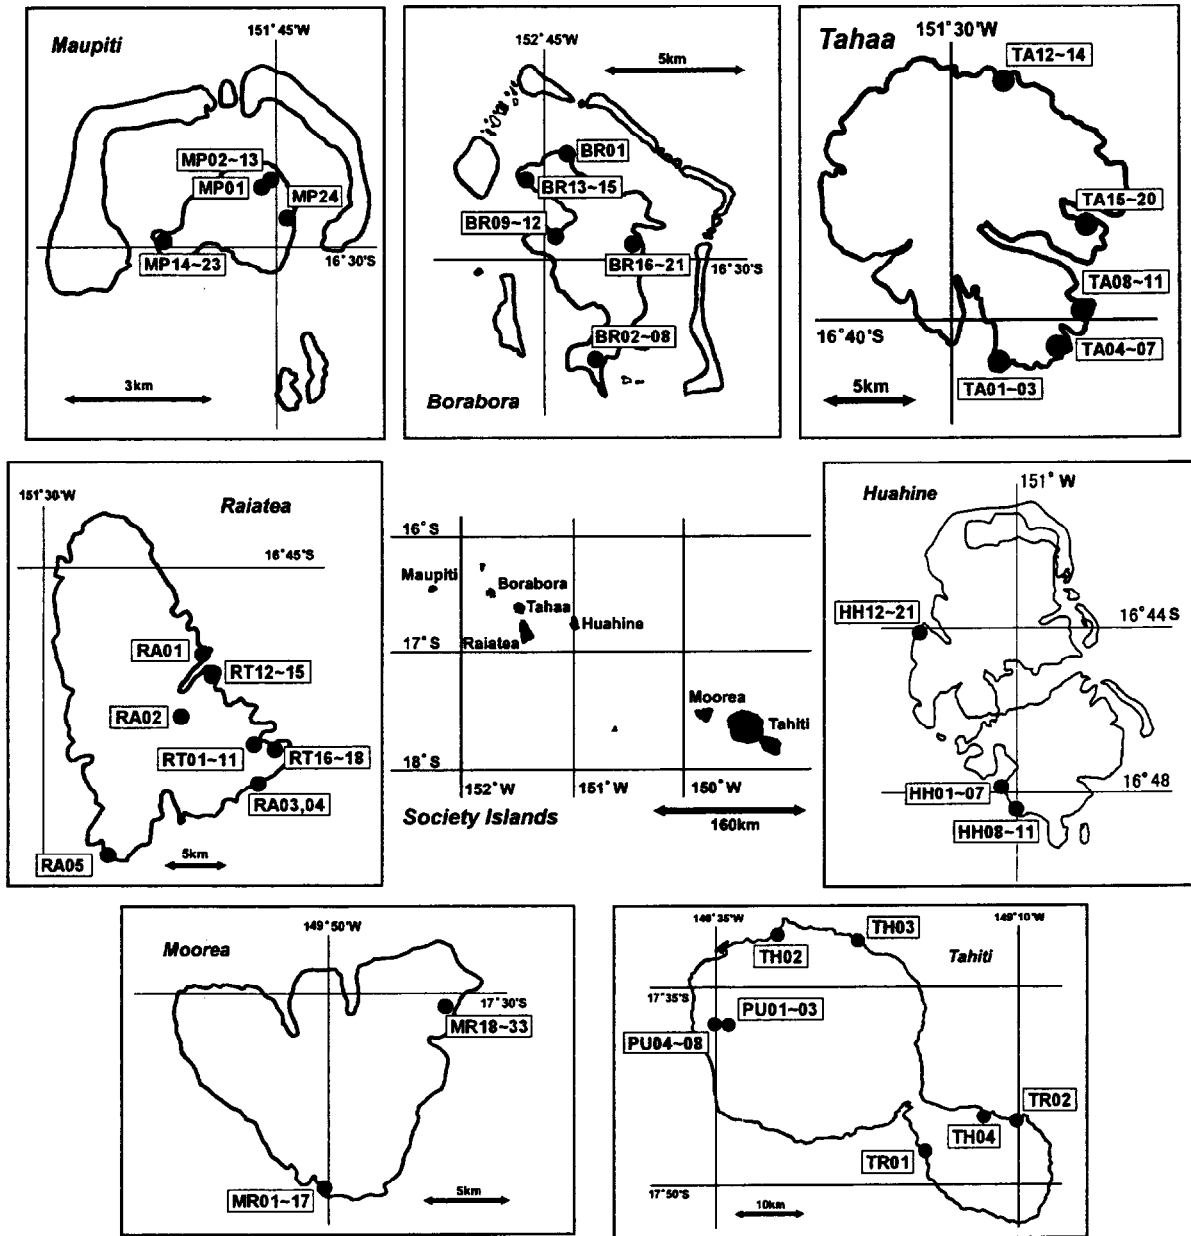 Maupiti
151°45'W
MP02~13
MP01
MP24
MP14~23
16°30'S
3km
152°45'W
5km
BR01
BR13~15
BR09~12
BR16~21
16°30'S
BR02~08
Borabora
Tahaa
151°30'W
TA12~14
TA15~20
TA08~11
16°40'S
TA04~07
TA01~03
5km
151°30'W
Raiatea
16°45'S
RA01
RT12~15
RA02
RT01~11
RT16~18
RA03,04
RA05
5km
16°S
Maupiti
Borabora
Tahaa
Huahine
Raiatea
17°S
Moorea
Tahiti
18°S
152°W
151°W
150°W
Society Islands
160km
Huahine
151°W
HH12~21
16°44'S
16°48
HH01~07
HH08~11
149°50'W
Moorea
17°30'S
MR18~33
MR01~17
5km
146°35'W
149°10'W
TH03
TH02
Tahiti
17°35'S
PU01~03
PU04~08
TR02
TH04
TR01
17°50'S
10km